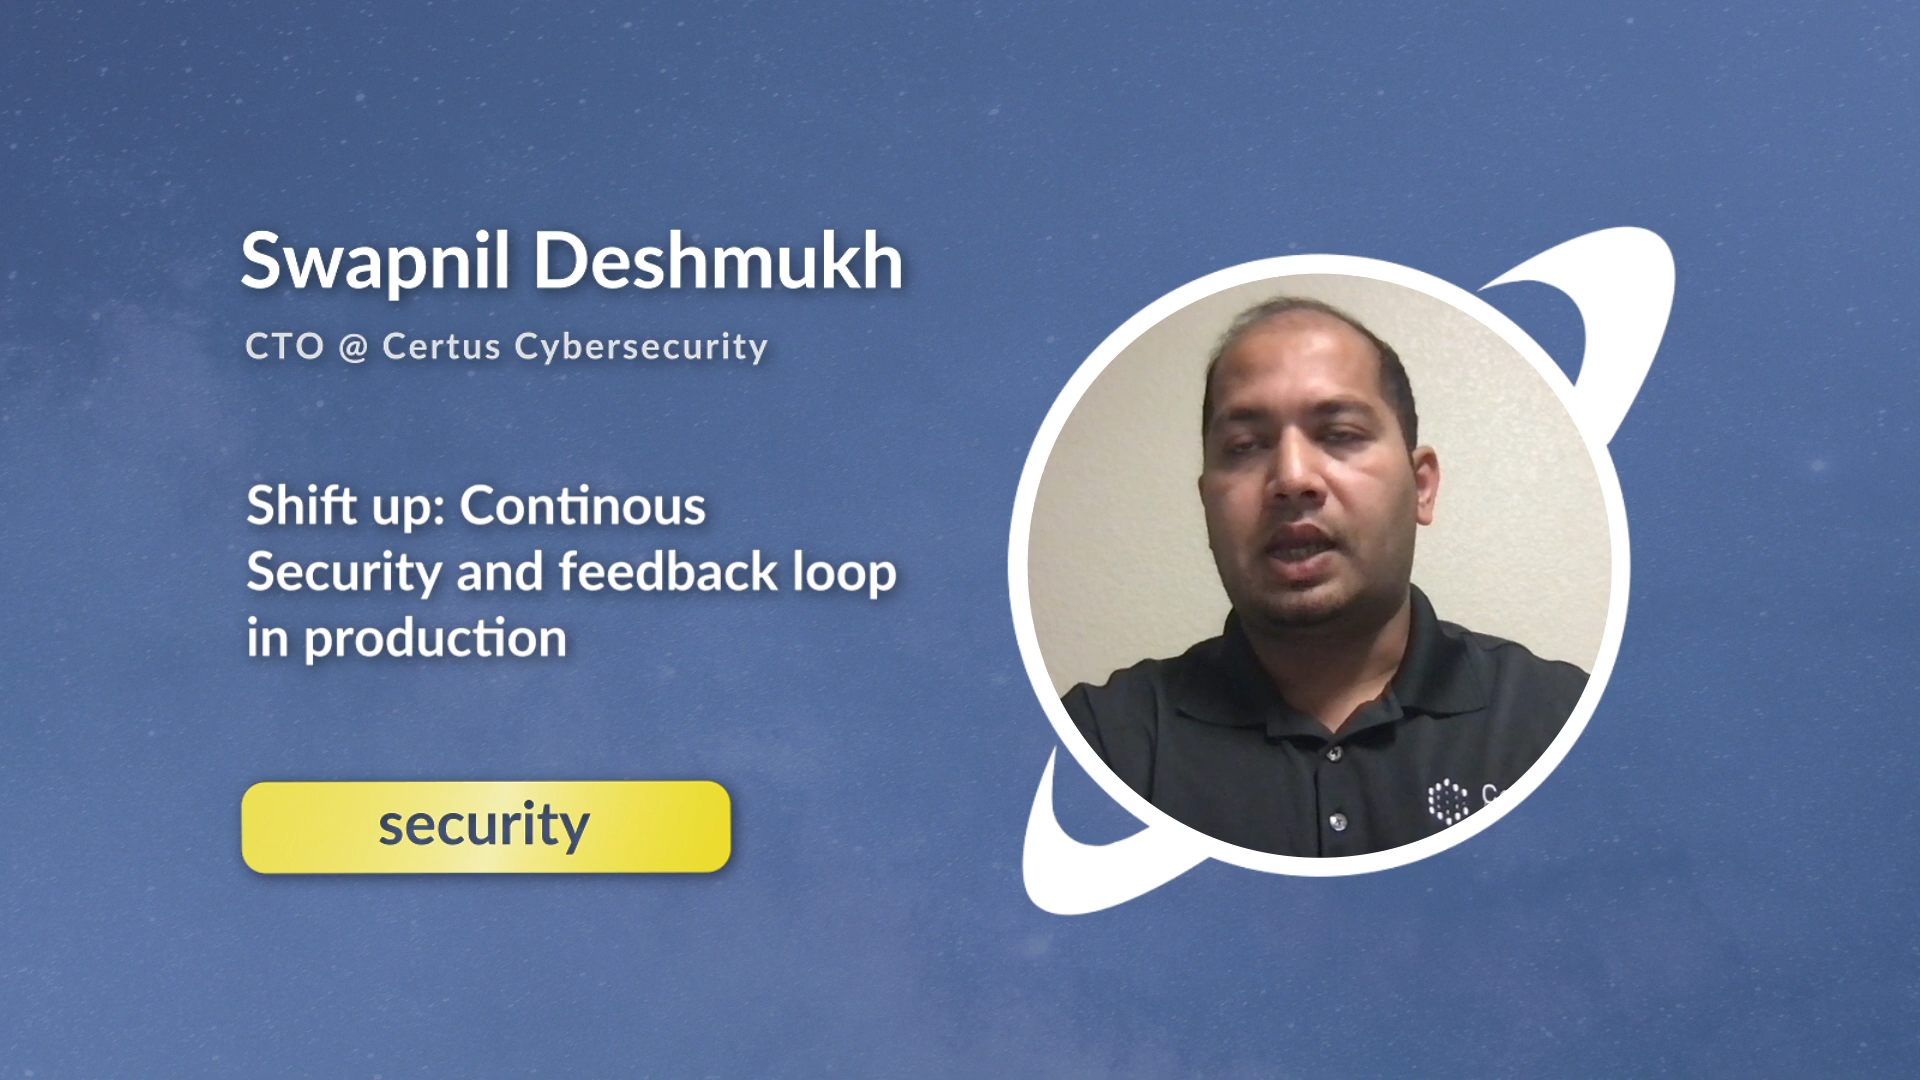 Swapnil Deshmukh
CTO @ Certus Cybersecurity
Shift up: Continous
Security and feedback loop
in production
security